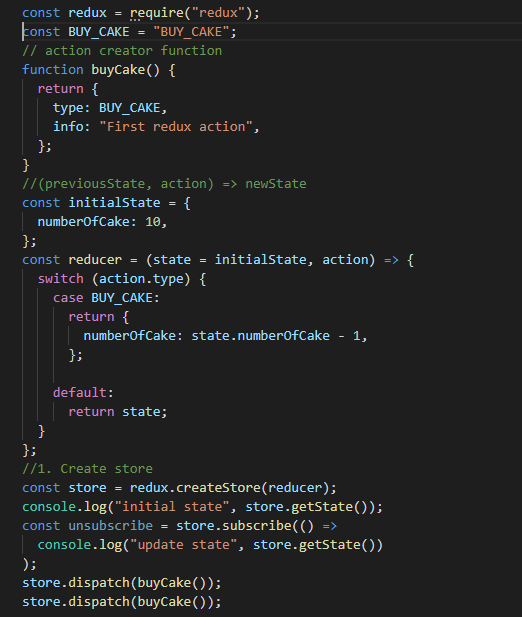 const redux = require("redux");
const BUY_CAKE = "BUY_CAKE";
// action creator function
function buyCake() {
  return {
    type: BUY_CAKE,
    info: "First redux action",
  };
}
//(previousState, action) => newState
const initialState = {
  numberOfCake: 10,
};
const reducer = (state = initialState, action) => {
  switch (action.type) {
    case BUY_CAKE:
      return {
        numberOfCake: state.numberOfCake - 1,
      };

    default:
      return state;
  }
};
//1. Create store
const store = redux.createStore(reducer);
console.log("initial state", store.getState());
const unsubscribe = store.subscribe(() =>
  console.log("update state", store.getState())
);
store.dispatch(buyCake());
store.dispatch(buyCake());